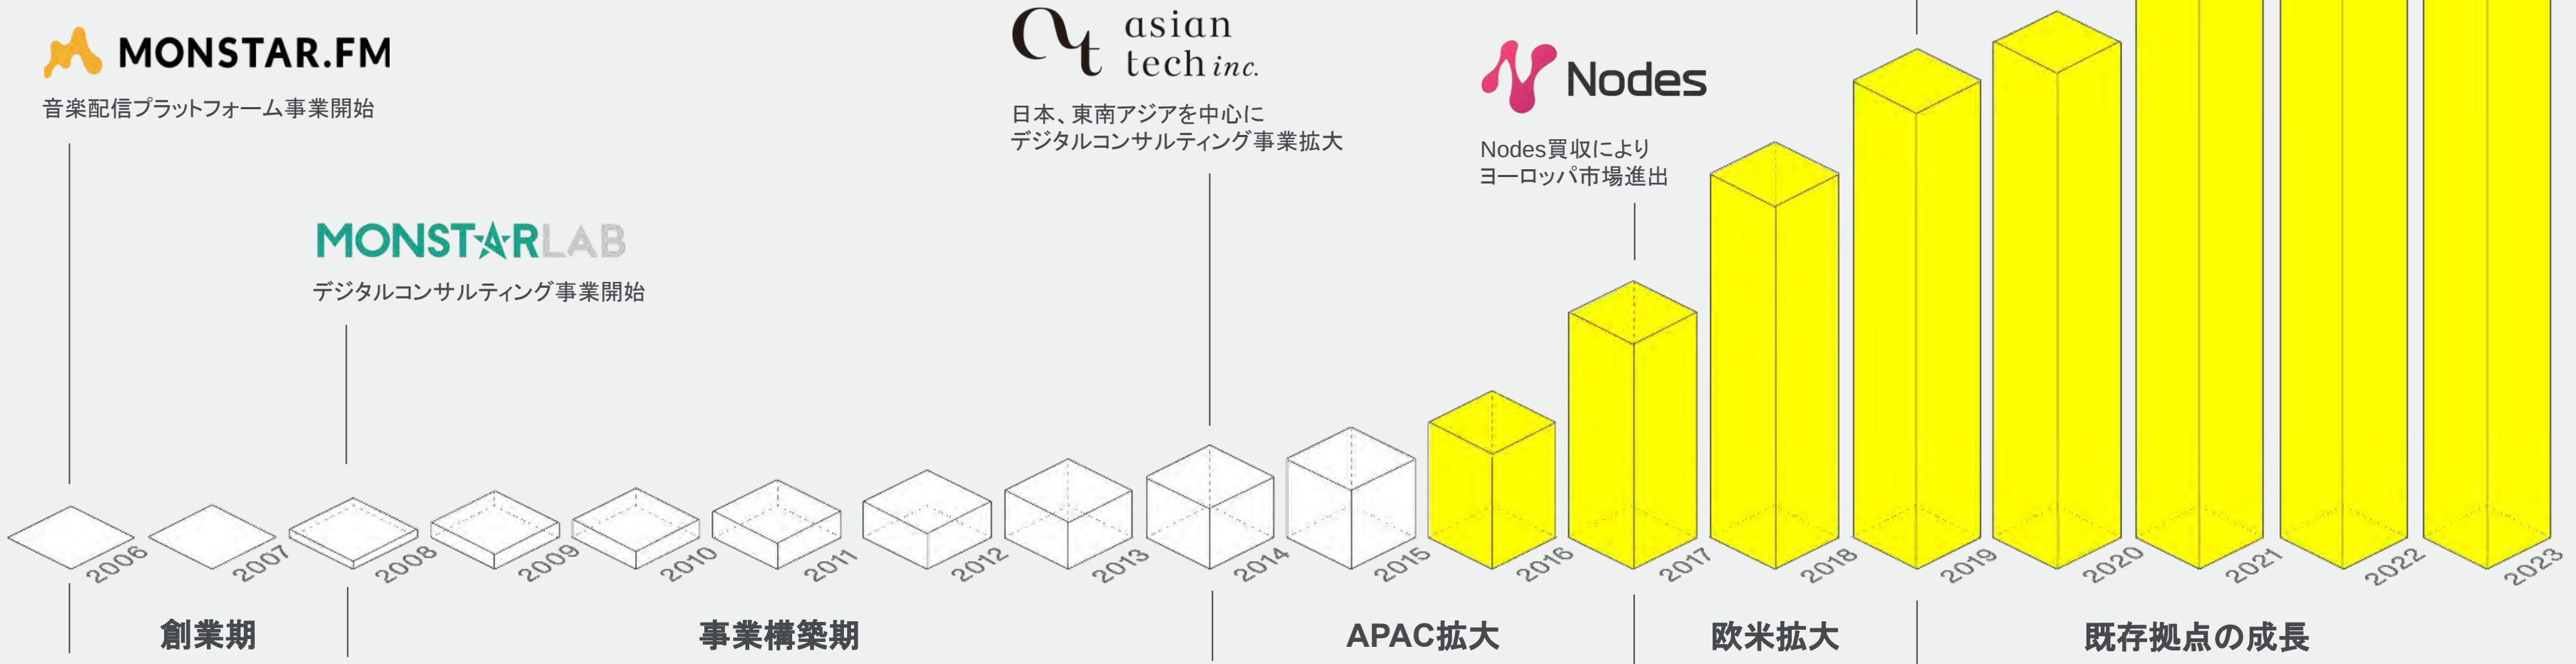 MONSTAR.FM
音楽配信プラットフォーム事業開始
MONSTARLAB
デジタルコンサルティング事業開始
asian
tech inc.
日本、東南アジアを中心に
デジタルコンサルティング事業拡大
Nodes
Nodes買収により
ヨーロッパ市場進出
2006
2007
2008
2009
2010
2011
2012
2013
2014
2015
2016
2017
2018
2019
2020
2021
2022
2023
創業期
事業構築期
APAC拡大
欧米拡大
既存拠点の成長